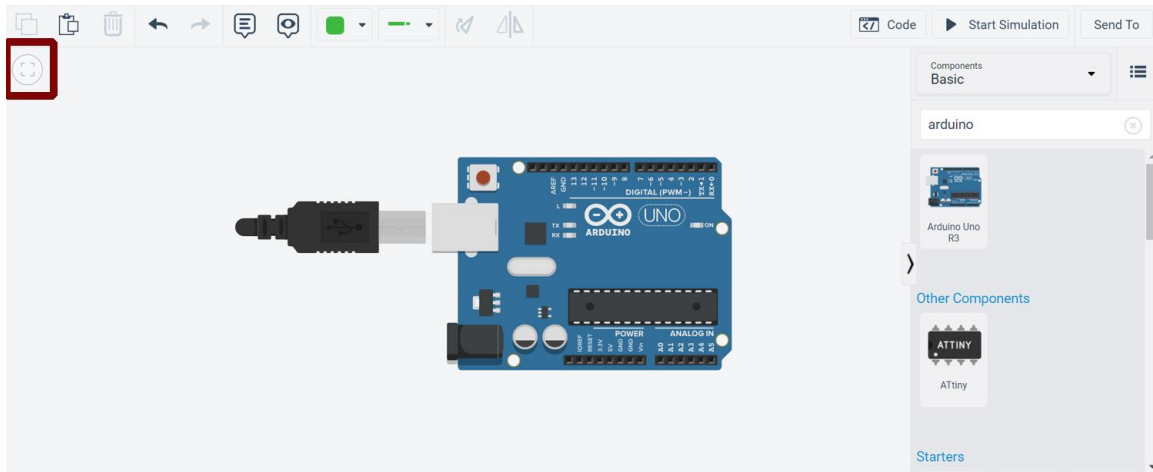 Code
Start Simulation
Send To
Components
Basic
arduino
AREF
GND
13
12
~11
~10
~9
8
7
~6
~5
4
~3
2
TX→1
RX←0
DIGITAL (PWM~)
L
TX
RX
ARDUINO
UNO
ON
Arduino Uno
R3
Other Components
ATTINY
ATtiny
POWER
ANALOG IN
IOREF
RESET
3.3V
5V
GND
GND
Vin
A0
A1
A2
A3
A4
A5
Starters